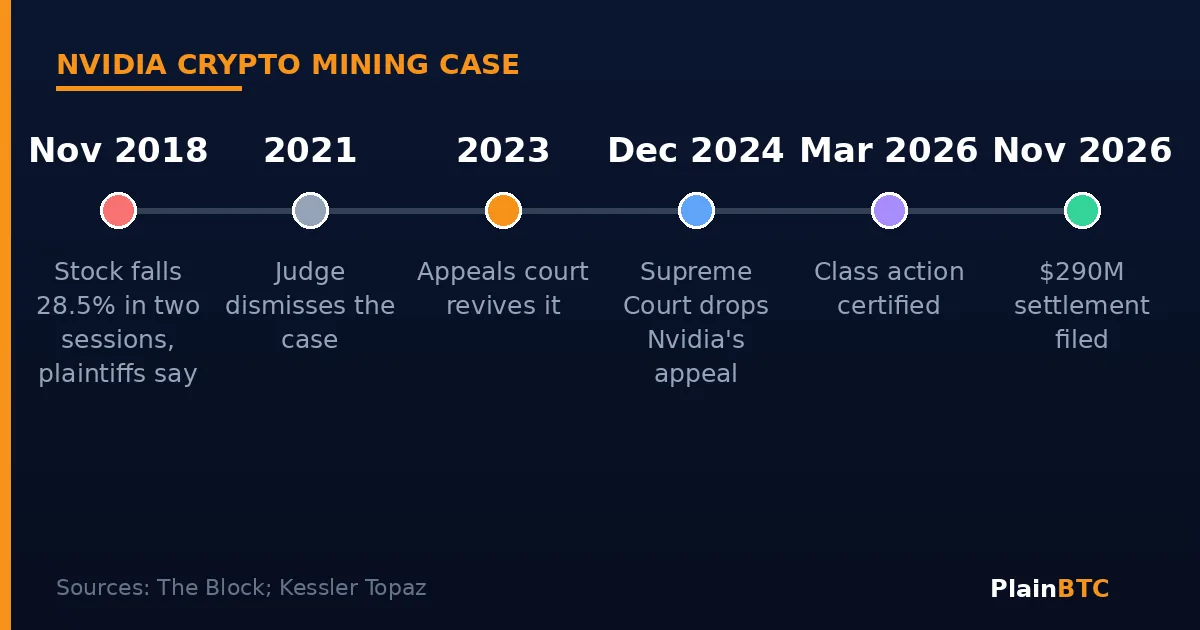 NVIDIA CRYPTO MINING CASE
Nov 2018
Stock falls
28.5% in two
sessions,
plaintiffs say
2021
Judge
dismisses the
case
2023
Appeals court
revives it
Dec 2024
Supreme
Court drops
Nvidia's
appeal
Mar 2026
Class action
certified
Nov 2026
$290M
settlement
filed
Sources: The Block; Kessler Topaz
PlainBTC